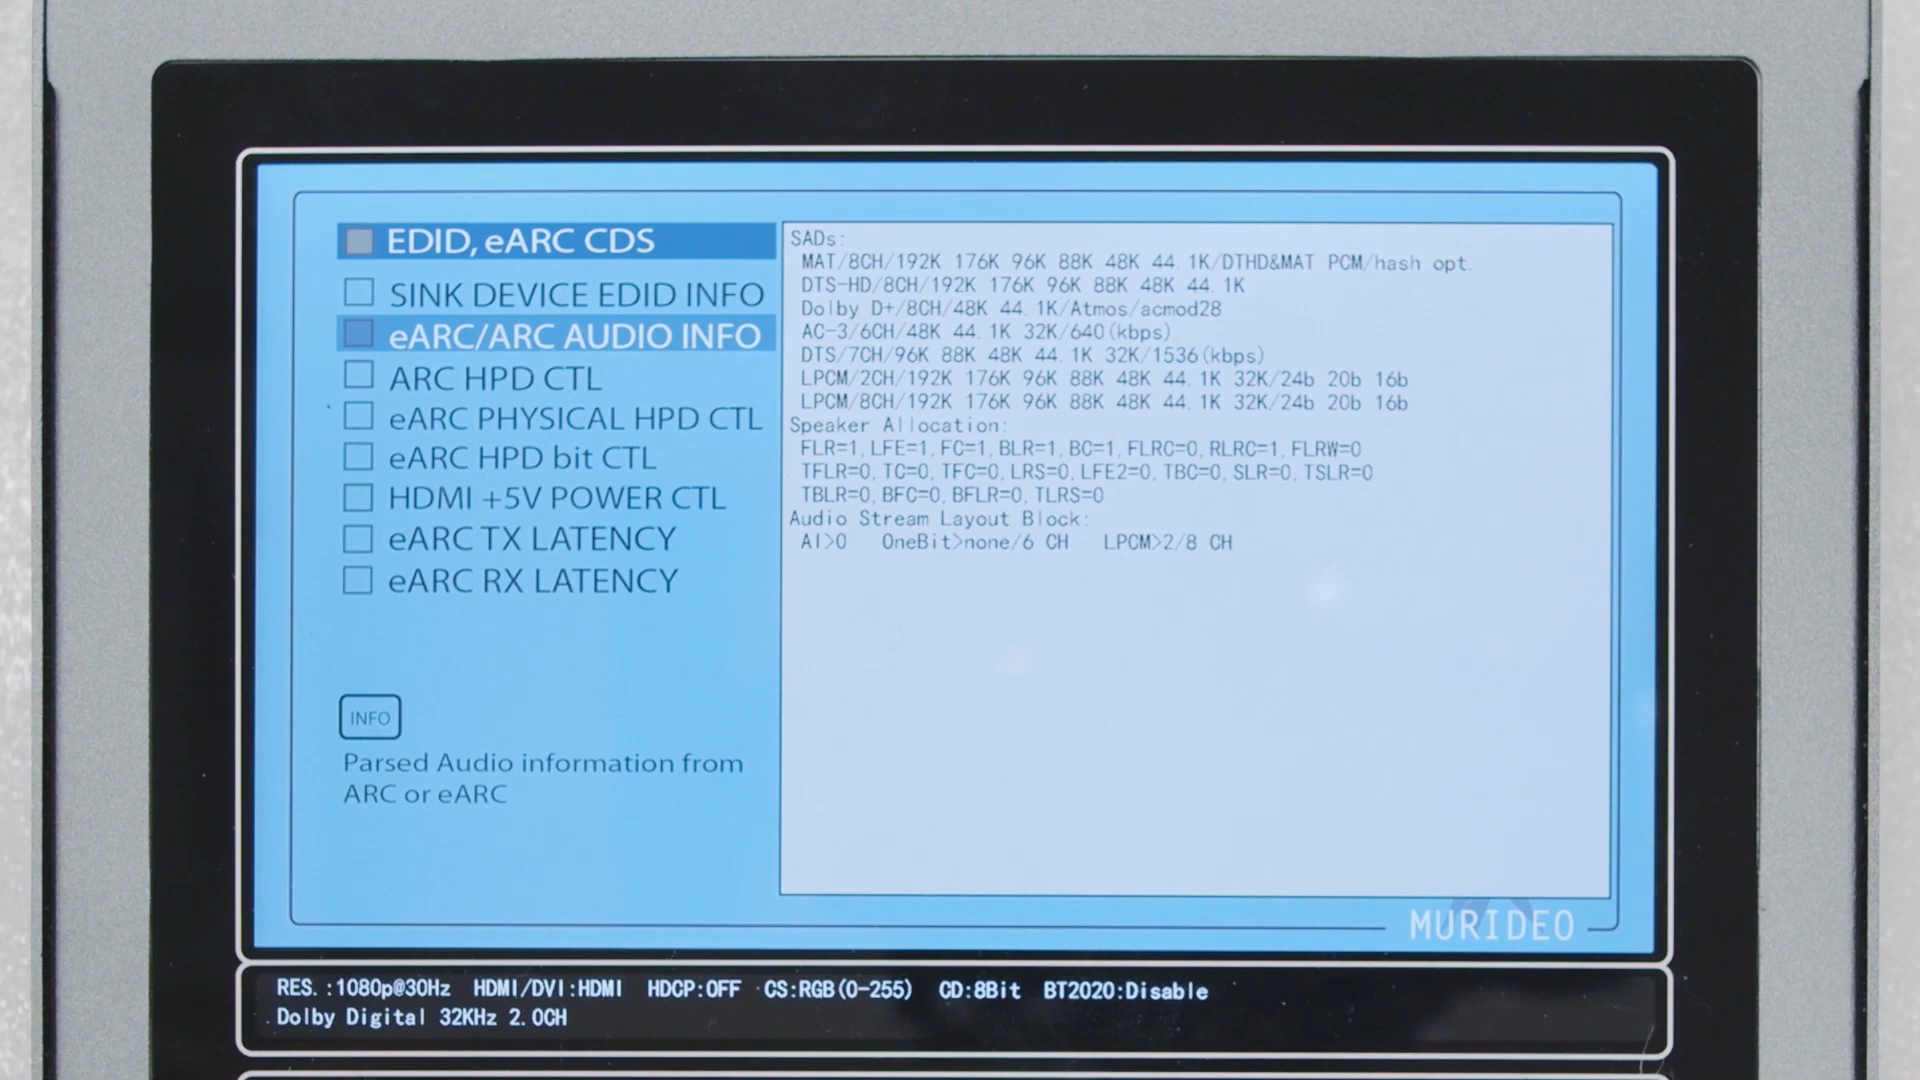 EDID, eARC CDS
SINK DEVICE EDID INFO
eARC/ARC AUDIO INFO
ARC HPD CTL
eARC PHYSICAL HPD CTL
eARC HPD bit CTL
HDMI +5V POWER CTL
eARC TX LATENCY
eARC RX LATENCY
INFO
Parsed Audio information from
ARC or eARC
SADs:
MAT/8CH/192K 176K 96K 88K 48K 44.1K/DTHD&MAT PCM/hash opt.
DTS-HD/8CH/192K 176K 96K 88K 48K 44.1K
Dolby D+/8CH/48K 44.1K/Atmos/acmod28
AC-3/6CH/48K 44.1K 32K/640(kbps)
DTS/7CH/96K 88K 48K 44.1K 32K/1536(kbps)
LPCM/2CH/192K 176K 96K 88K 48K 44.1K 32K/24b 20b 16b
LPCM/8CH/192K 176K 96K 88K 48K 44.1K 32K/24b 20b 16b
Speaker Allocation:
FLR=1, LFE=1, FC=1, BLR=1, BC=1, FLRC=0, RLRC=1, FLRW=0
TFLR=0, TC=0, TFC=0, LRS=0, LFE2=0, TBC=0, SLR=0, TSLR=0
TBLR=0, BFC=0, BFLR=0, TLRS=0
Audio Stream Layout Block:
AI>0 OneBit>none/6 CH LPCM>2/8 CH
MURIDEO
RES.:1080p@30Hz HDMI/DVI:HDMI HDCP:OFF CS:RGB(0-255) CD:8Bit BT2020:Disable
Dolby Digital 32KHz 2.0CH